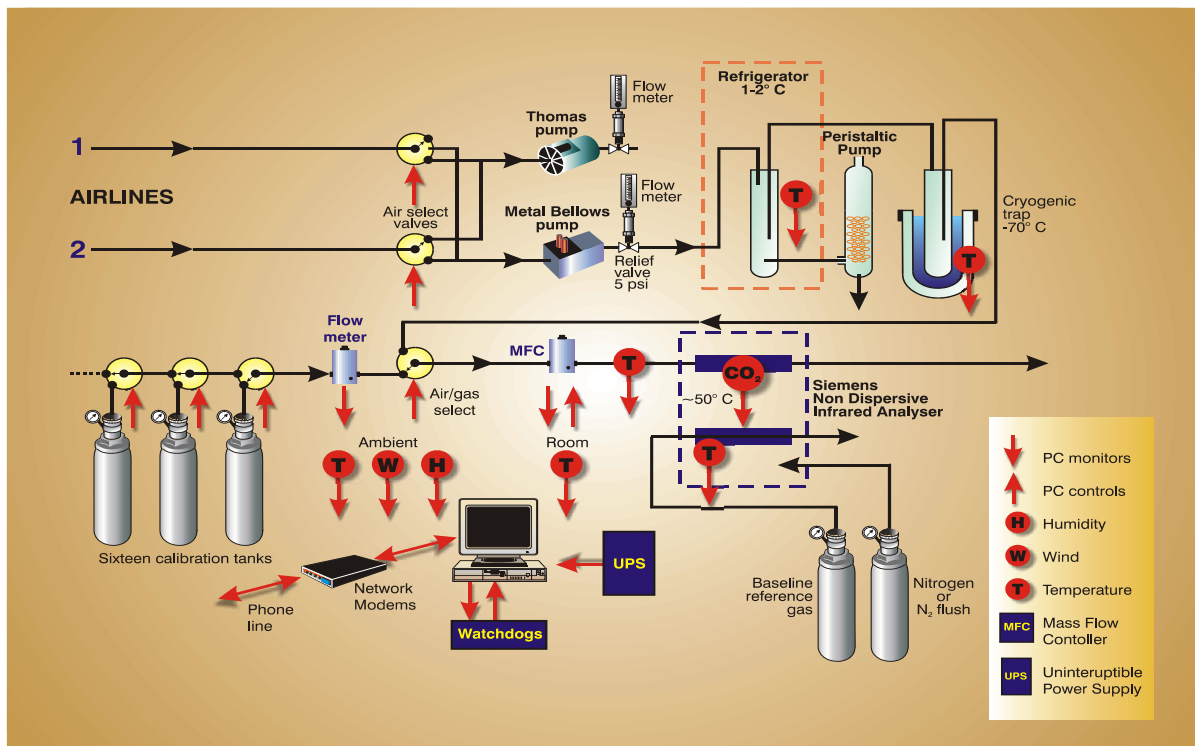 Refrigerator
1-2° C
Flow
meter
Thomas
pump
Peristaltic
Pump
1
AIRLINES
2
Air select
valves
Flow
meter
Metal Bellows
pump
Relief
valve
5 psi
T
Cryogenic
trap
-70° C
T
Flow
meter
MFC
T
CO₂
Air/gas
select
~50° C
Siemens
Non Dispersive
Infrared Analyser
Ambient
Room
T
W
H
T
T
Sixteen calibration tanks
UPS
Network
Modems
Phone
line
Watchdogs
Baseline
reference
gas
Nitrogen
or
N₂ flush
PC monitors
PC controls
H Humidity
W Wind
T Temperature
MFC Mass Flow
Contoller
UPS Uninteruptible
Power Supply